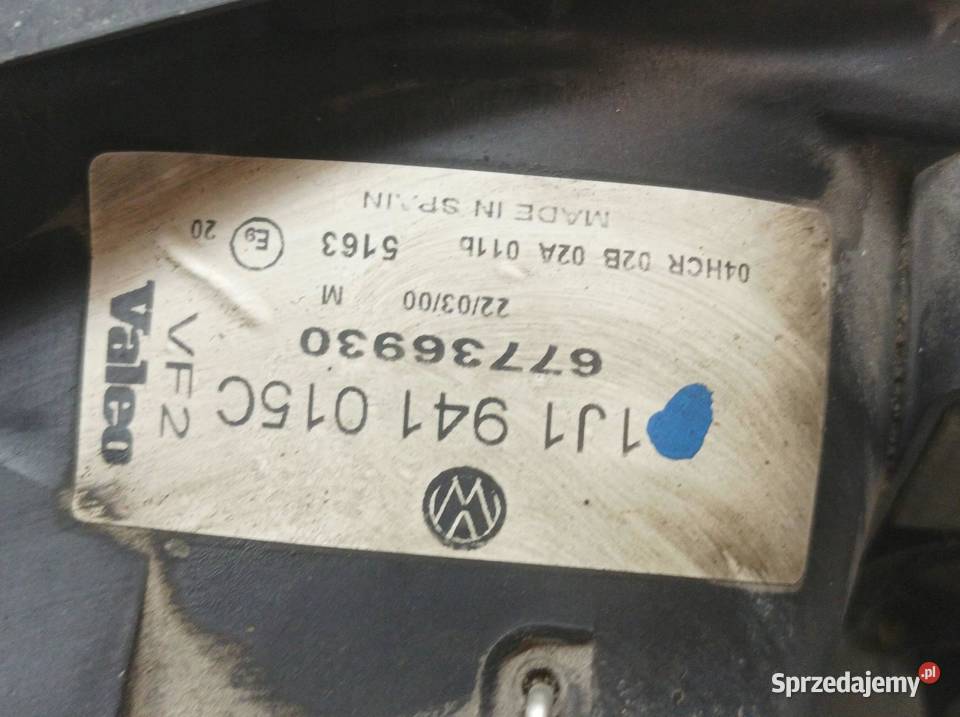 1J1 941 015C
67736930
22/03/00 M
04HCR 02B 02A 011b 5163 E9 20
MADE IN SPAIN
VF2
Valeo
Sprzedajemy.pl